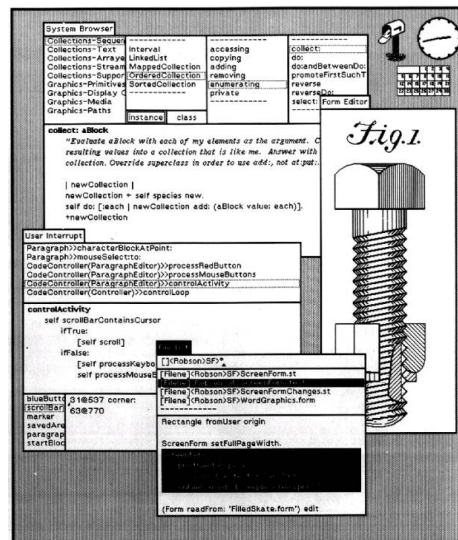 System Browser
Collections-Text
Collections-Stream
Collections-Suppor
Graphics-Primitives
Graphics-Display
Graphics-Media
Graphics-Paths
Interval
LinkedList
MappedCollection
OrderedCollection
SortedCollection
instance class
accessing
copying
adding
removing
enumerating
private
collect:
do:
do:andBetweenDo:
promoteFirstSuchT
reverse
reverseDo:
select:
collect: aBlock
"Evaluate aBlock with each of my elements as the argument. C
resulting values into a collection that is like me. Answer with
collection. Override superclass in order to use add:, not at:put:.
| newCollection |
newCollection ← self species new.
self do: [:each | newCollection add: (aBlock value: each)].
↑newCollection
Form Editor
Fig.1.
User Interrupt
Paragraph>>characterBlockAtPoint:
Paragraph>>mouseSelect:to:
CodeController(ParagraphEditor)>>processRedButton
CodeController(ParagraphEditor)>>processMouseButtons
CodeController(ParagraphEditor)>>controlActivity
CodeController(Controller)>>controlLoop
controlActivity
self scrollBarContainsCursor
ifTrue:
[self scroll]
ifFalse:
[self processKeybo
self processMouseB
blueButto
scrollBar
marker
savedArea
paragrap
startBloc
31@537 corner:
63@770
[]<Robson>SF>*
[Filene]<Robson>SF>ScreenForm.st
[Filene]<Robson>SF>ScreenFormChanges.st
[Filene]<Robson>SF>WordGraphics.form
Rectangle fromUser origin
ScreenForm setFullPageWidth.
(Form readFrom: 'FilledSkate.form') edit